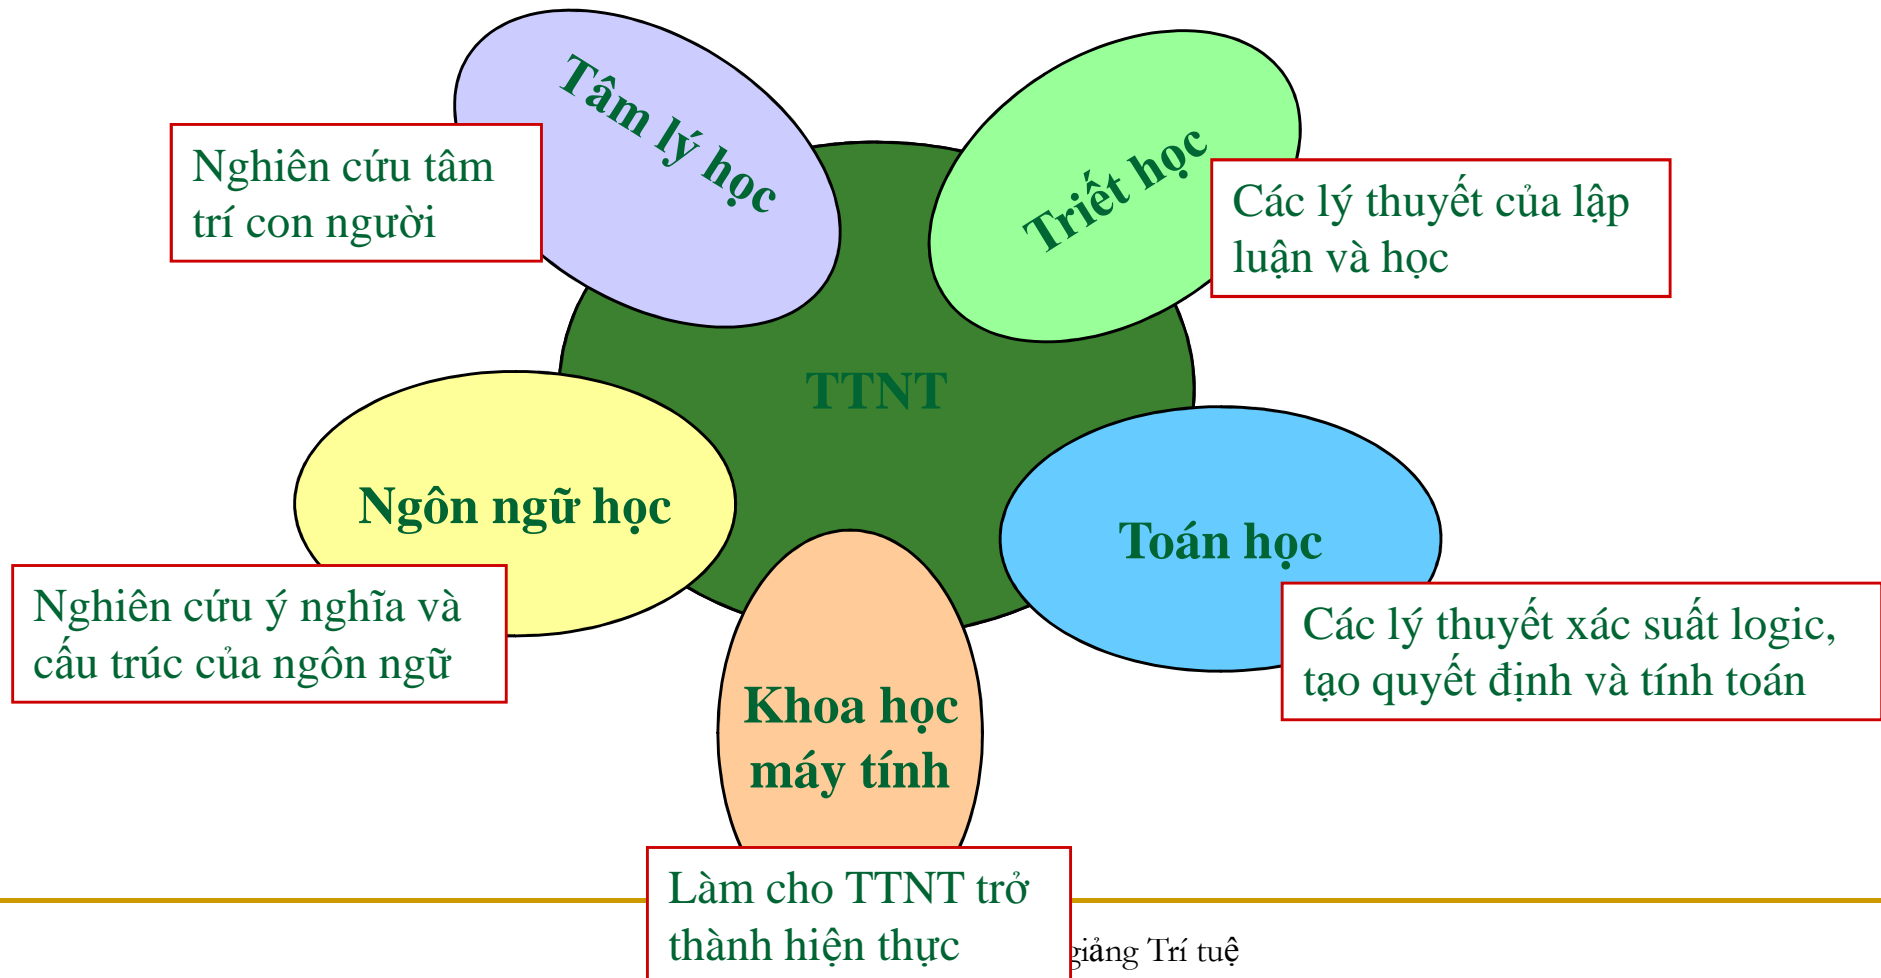 Tâm lý học
Triết học
Nghiên cứu tâm
trí con người
Các lý thuyết của lập
luận và học
TTNT
Ngôn ngữ học
Toán học
Nghiên cứu ý nghĩa và
cấu trúc của ngôn ngữ
Các lý thuyết xác suất logic,
tạo quyết định và tính toán
Khoa học
máy tính
Làm cho TTNT trở
thành hiện thực
giảng Trí tuệ